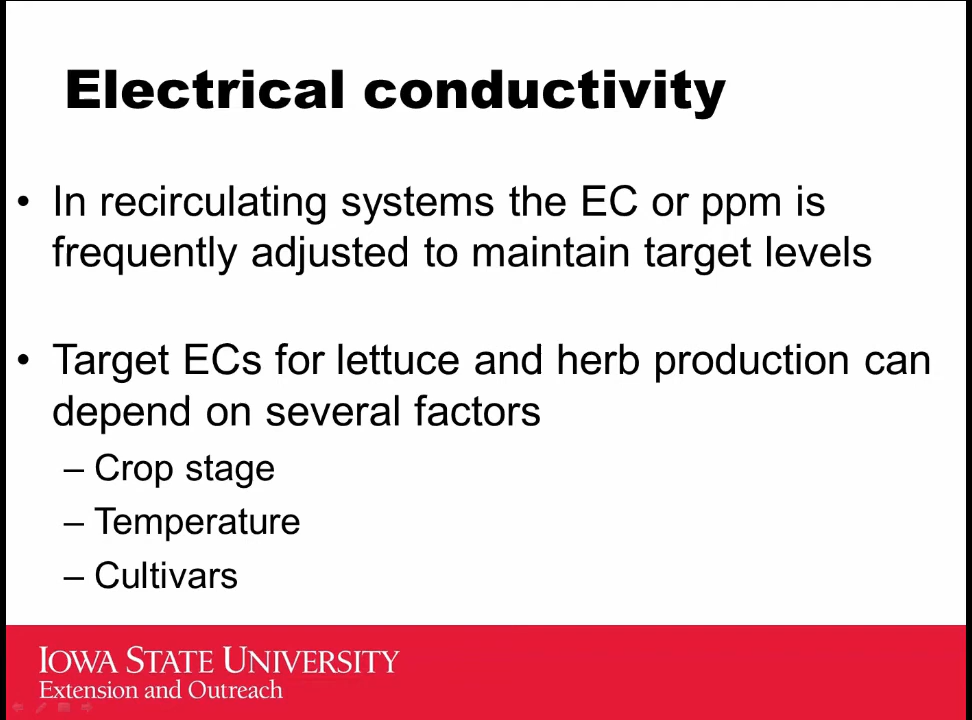 Electrical conductivity
• In recirculating systems the EC or ppm is
frequently adjusted to maintain target levels
• Target ECs for lettuce and herb production can
depend on several factors
– Crop stage
– Temperature
– Cultivars
IOWA STATE UNIVERSITY
Extension and Outreach